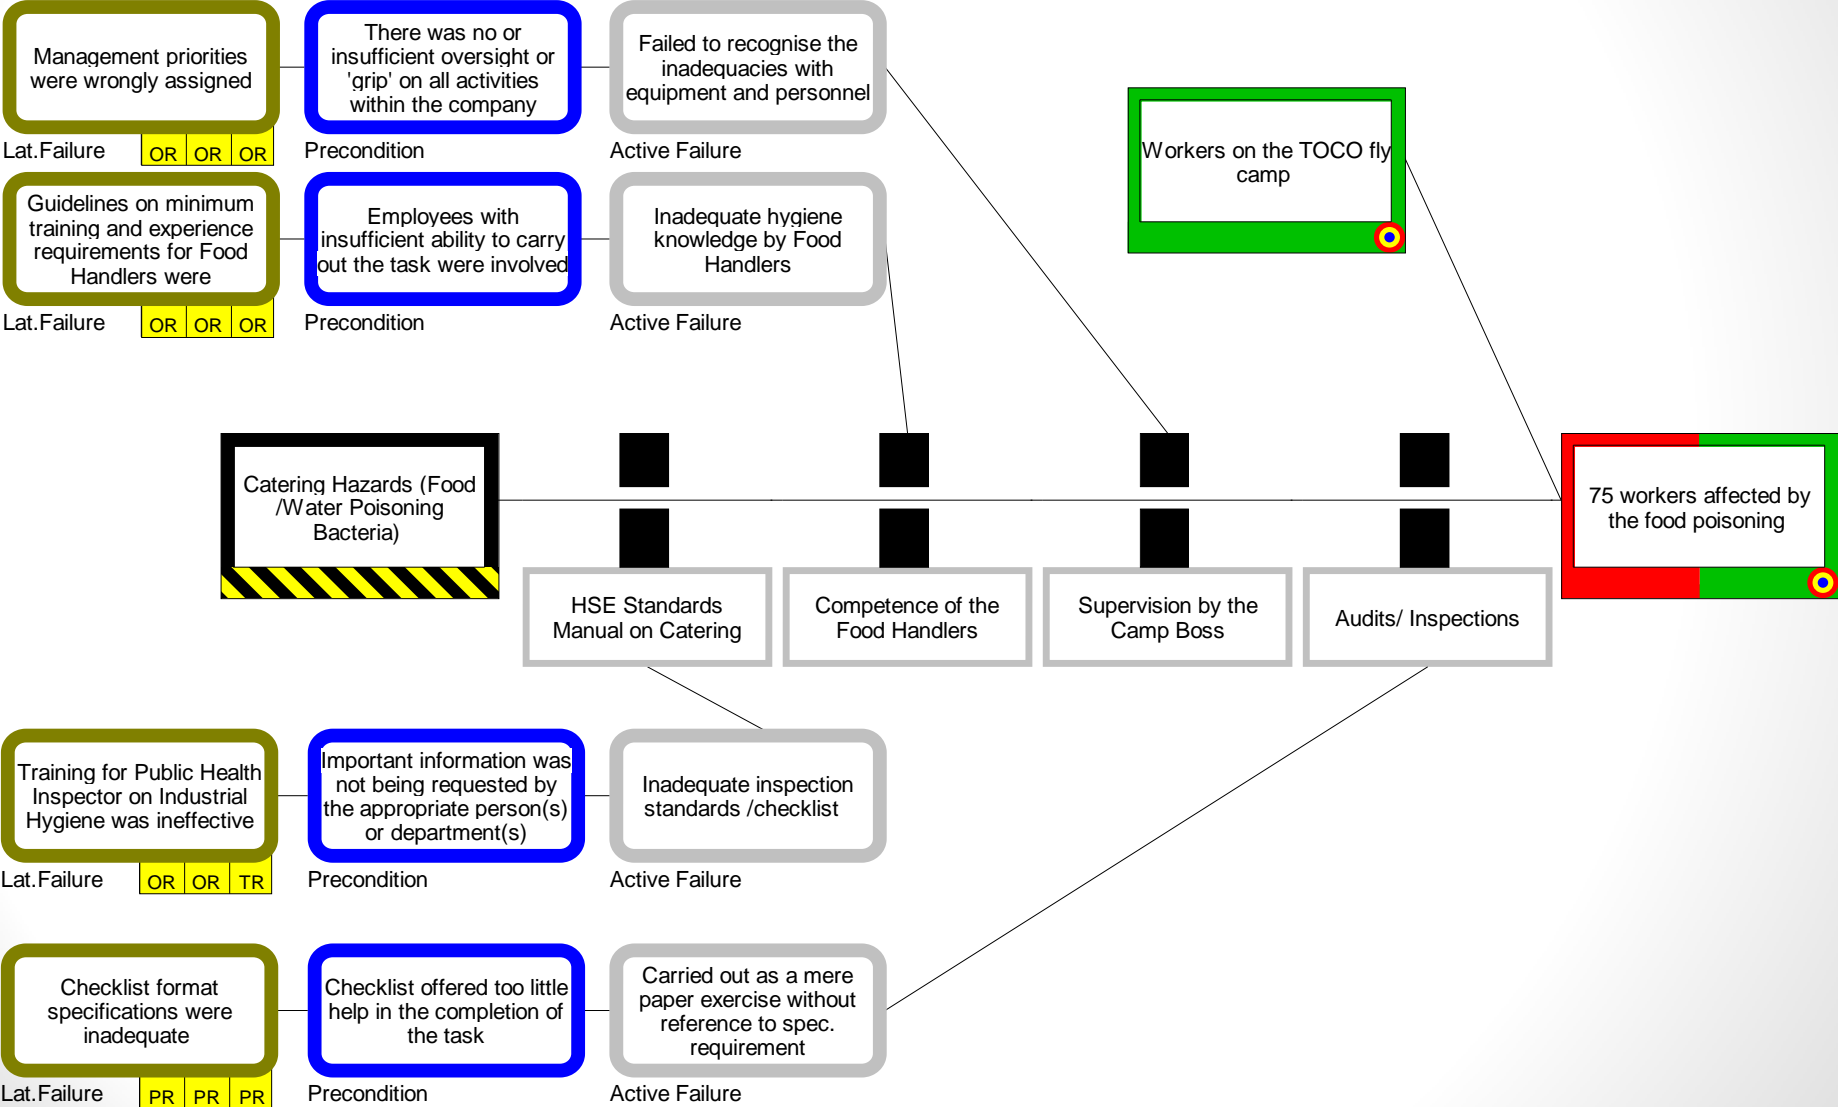 Management priorities
were wrongly assigned
Lat.Failure
OR OR OR
There was no or
insufficient oversight or
'grip' on all activities
within the company
Precondition
Failed to recognise the
inadequacies with
equipment and personnel
Active Failure
Workers on the TOCO fly
camp
Guidelines on minimum
training and experience
requirements for Food
Handlers were
Lat.Failure
OR OR OR
Employees with
insufficient ability to carry
out the task were involved
Precondition
Inadequate hygiene
knowledge by Food
Handlers
Active Failure
Catering Hazards (Food
/Water Poisoning
Bacteria)
HSE Standards
Manual on Catering
Competence of the
Food Handlers
Supervision by the
Camp Boss
Audits/ Inspections
75 workers affected by
the food poisoning
Training for Public Health
Inspector on Industrial
Hygiene was ineffective
Lat.Failure
OR OR TR
Important information was
not being requested by
the appropriate person(s)
or department(s)
Precondition
Inadequate inspection
standards /checklist
Active Failure
Checklist format
specifications were
inadequate
Lat.Failure
PR PR PR
Checklist offered too little
help in the completion of
the task
Precondition
Carried out as a mere
paper exercise without
reference to spec.
requirement
Active Failure